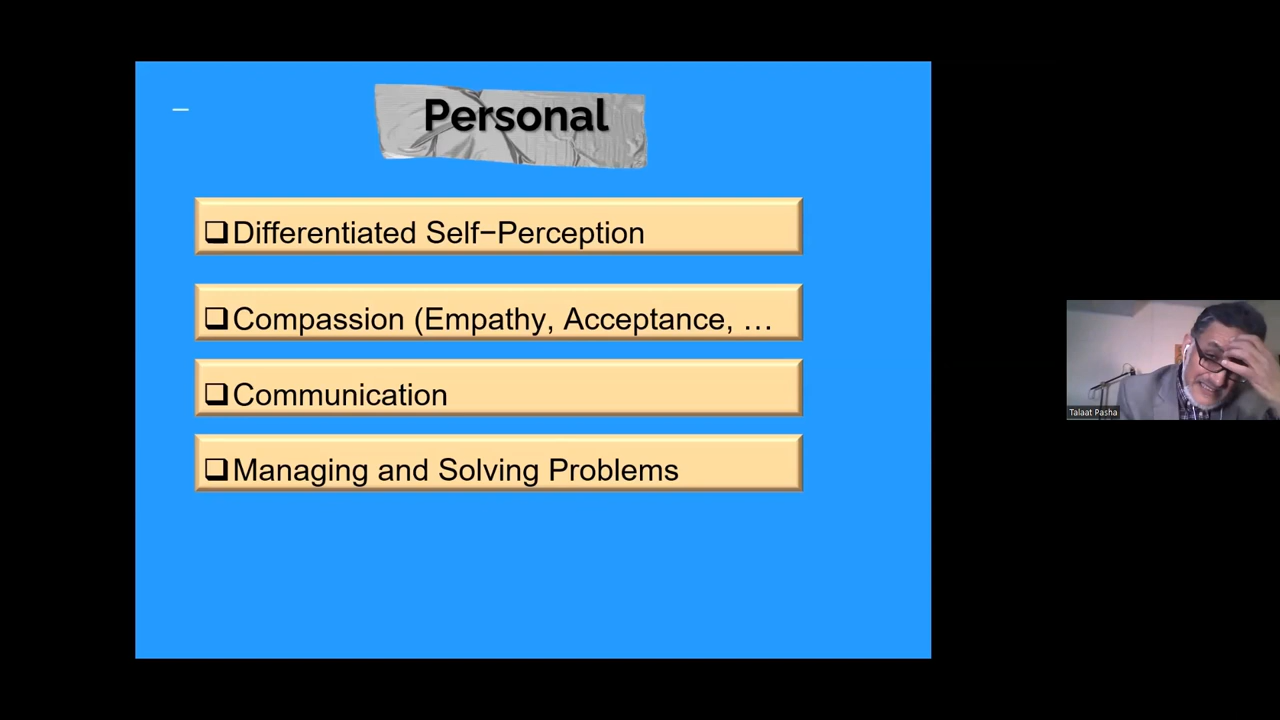 Personal
❑Differentiated Self−Perception
❑Compassion (Empathy, Acceptance, …
❑Communication
❑Managing and Solving Problems
Talaat Pasha